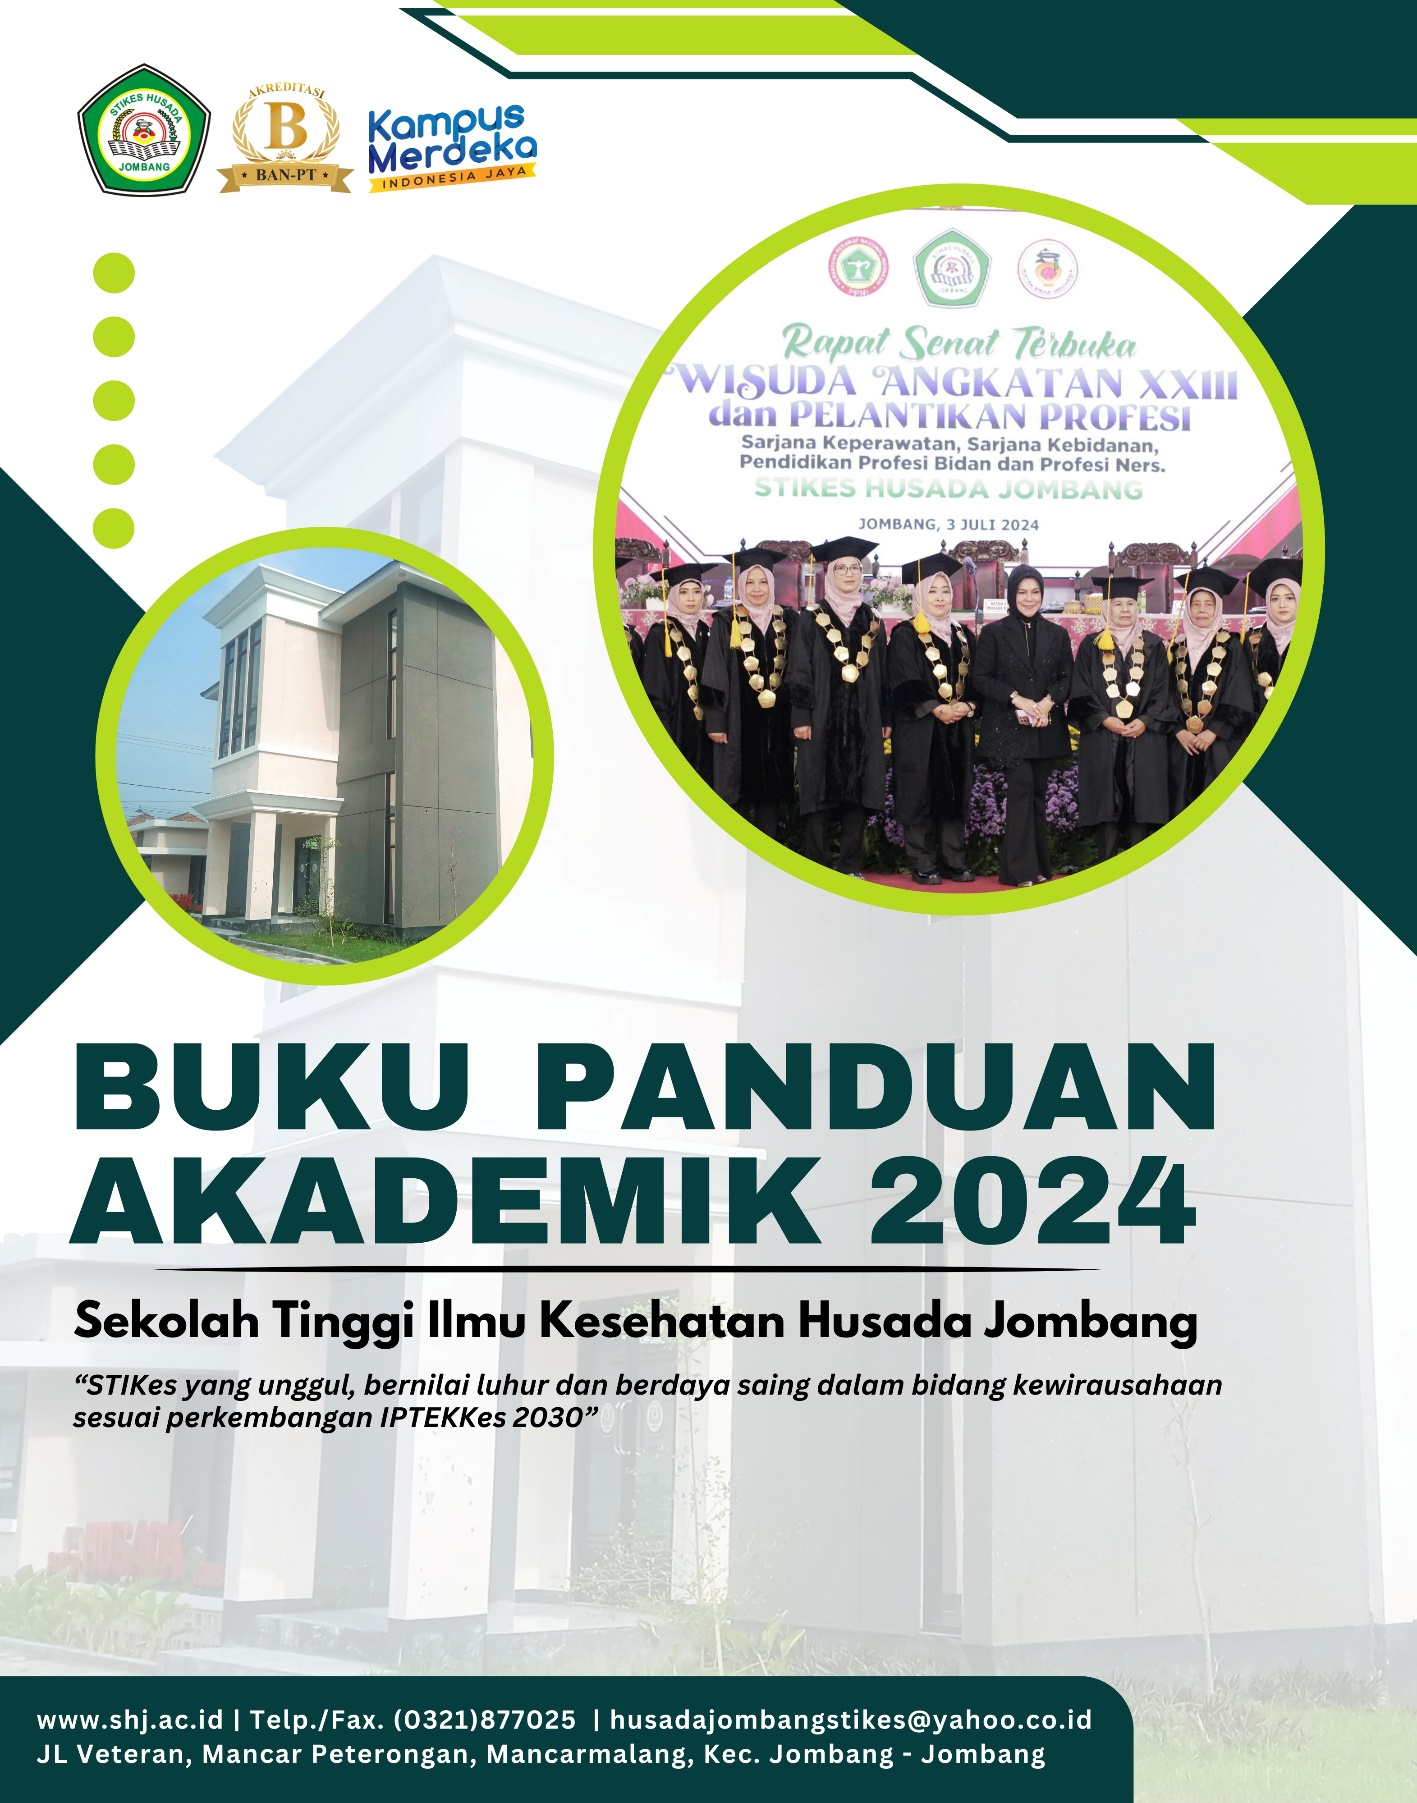 STIKES HUSADA
JOMBANG
AKREDITASI
B
BAN-PT
Kampus
Merdeka
INDONESIA JAYA
PPNI
STIKES HUSADA
JOMBANG
Rapat Senat Terbuka
WISUDA ANGKATAN XXIII
dan PELANTIKAN PROFESI
Sarjana Keperawatan, Sarjana Kebidanan,
Pendidikan Profesi Bidan dan Profesi Ners.
STIKES HUSADA JOMBANG
JOMBANG, 3 JULI 2024
BUKU PANDUAN
AKADEMIK 2024
Sekolah Tinggi Ilmu Kesehatan Husada Jombang
“STIKes yang unggul, bernilai luhur dan berdaya saing dalam bidang kewirausahaan
sesuai perkembangan IPTEKKes 2030”
www.shj.ac.id | Telp./Fax. (0321)877025 | husadajombangstikes@yahoo.co.id
JL Veteran, Mancar Peterongan, Mancarmalang, Kec. Jombang - Jombang